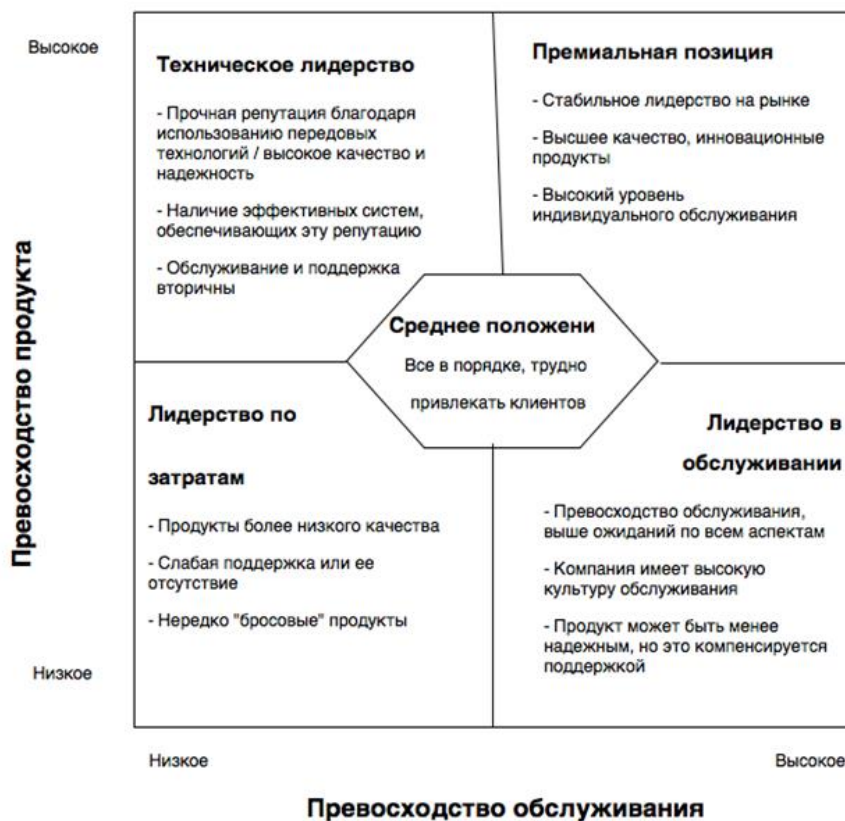 Высокое
Техническое лидерство
- Прочная репутация благодаря
использованию передовых
технологий / высокое качество и
надежность
- Наличие эффективных систем,
обеспечивающих эту репутацию
- Обслуживание и поддержка
вторичны
Премиальная позиция
- Стабильное лидерство на рынке
- Высшее качество, инновационные
продукты
- Высокий уровень
индивидуального обслуживания
Превосходство продукта
Среднее положени
Все в порядке, трудно
привлекать клиентов
Лидерство по
затратам
- Продукты более низкого качества
- Слабая поддержка или ее
отсутствие
- Нередко "бросовые" продукты
Лидерство в
обслуживании
- Превосходство обслуживания,
выше ожиданий по всем аспектам
- Компания имеет высокую
культуру обслуживания
- Продукт может быть менее
надежным, но это компенсируется
поддержкой
Низкое
Низкое
Высокое
Превосходство обслуживания